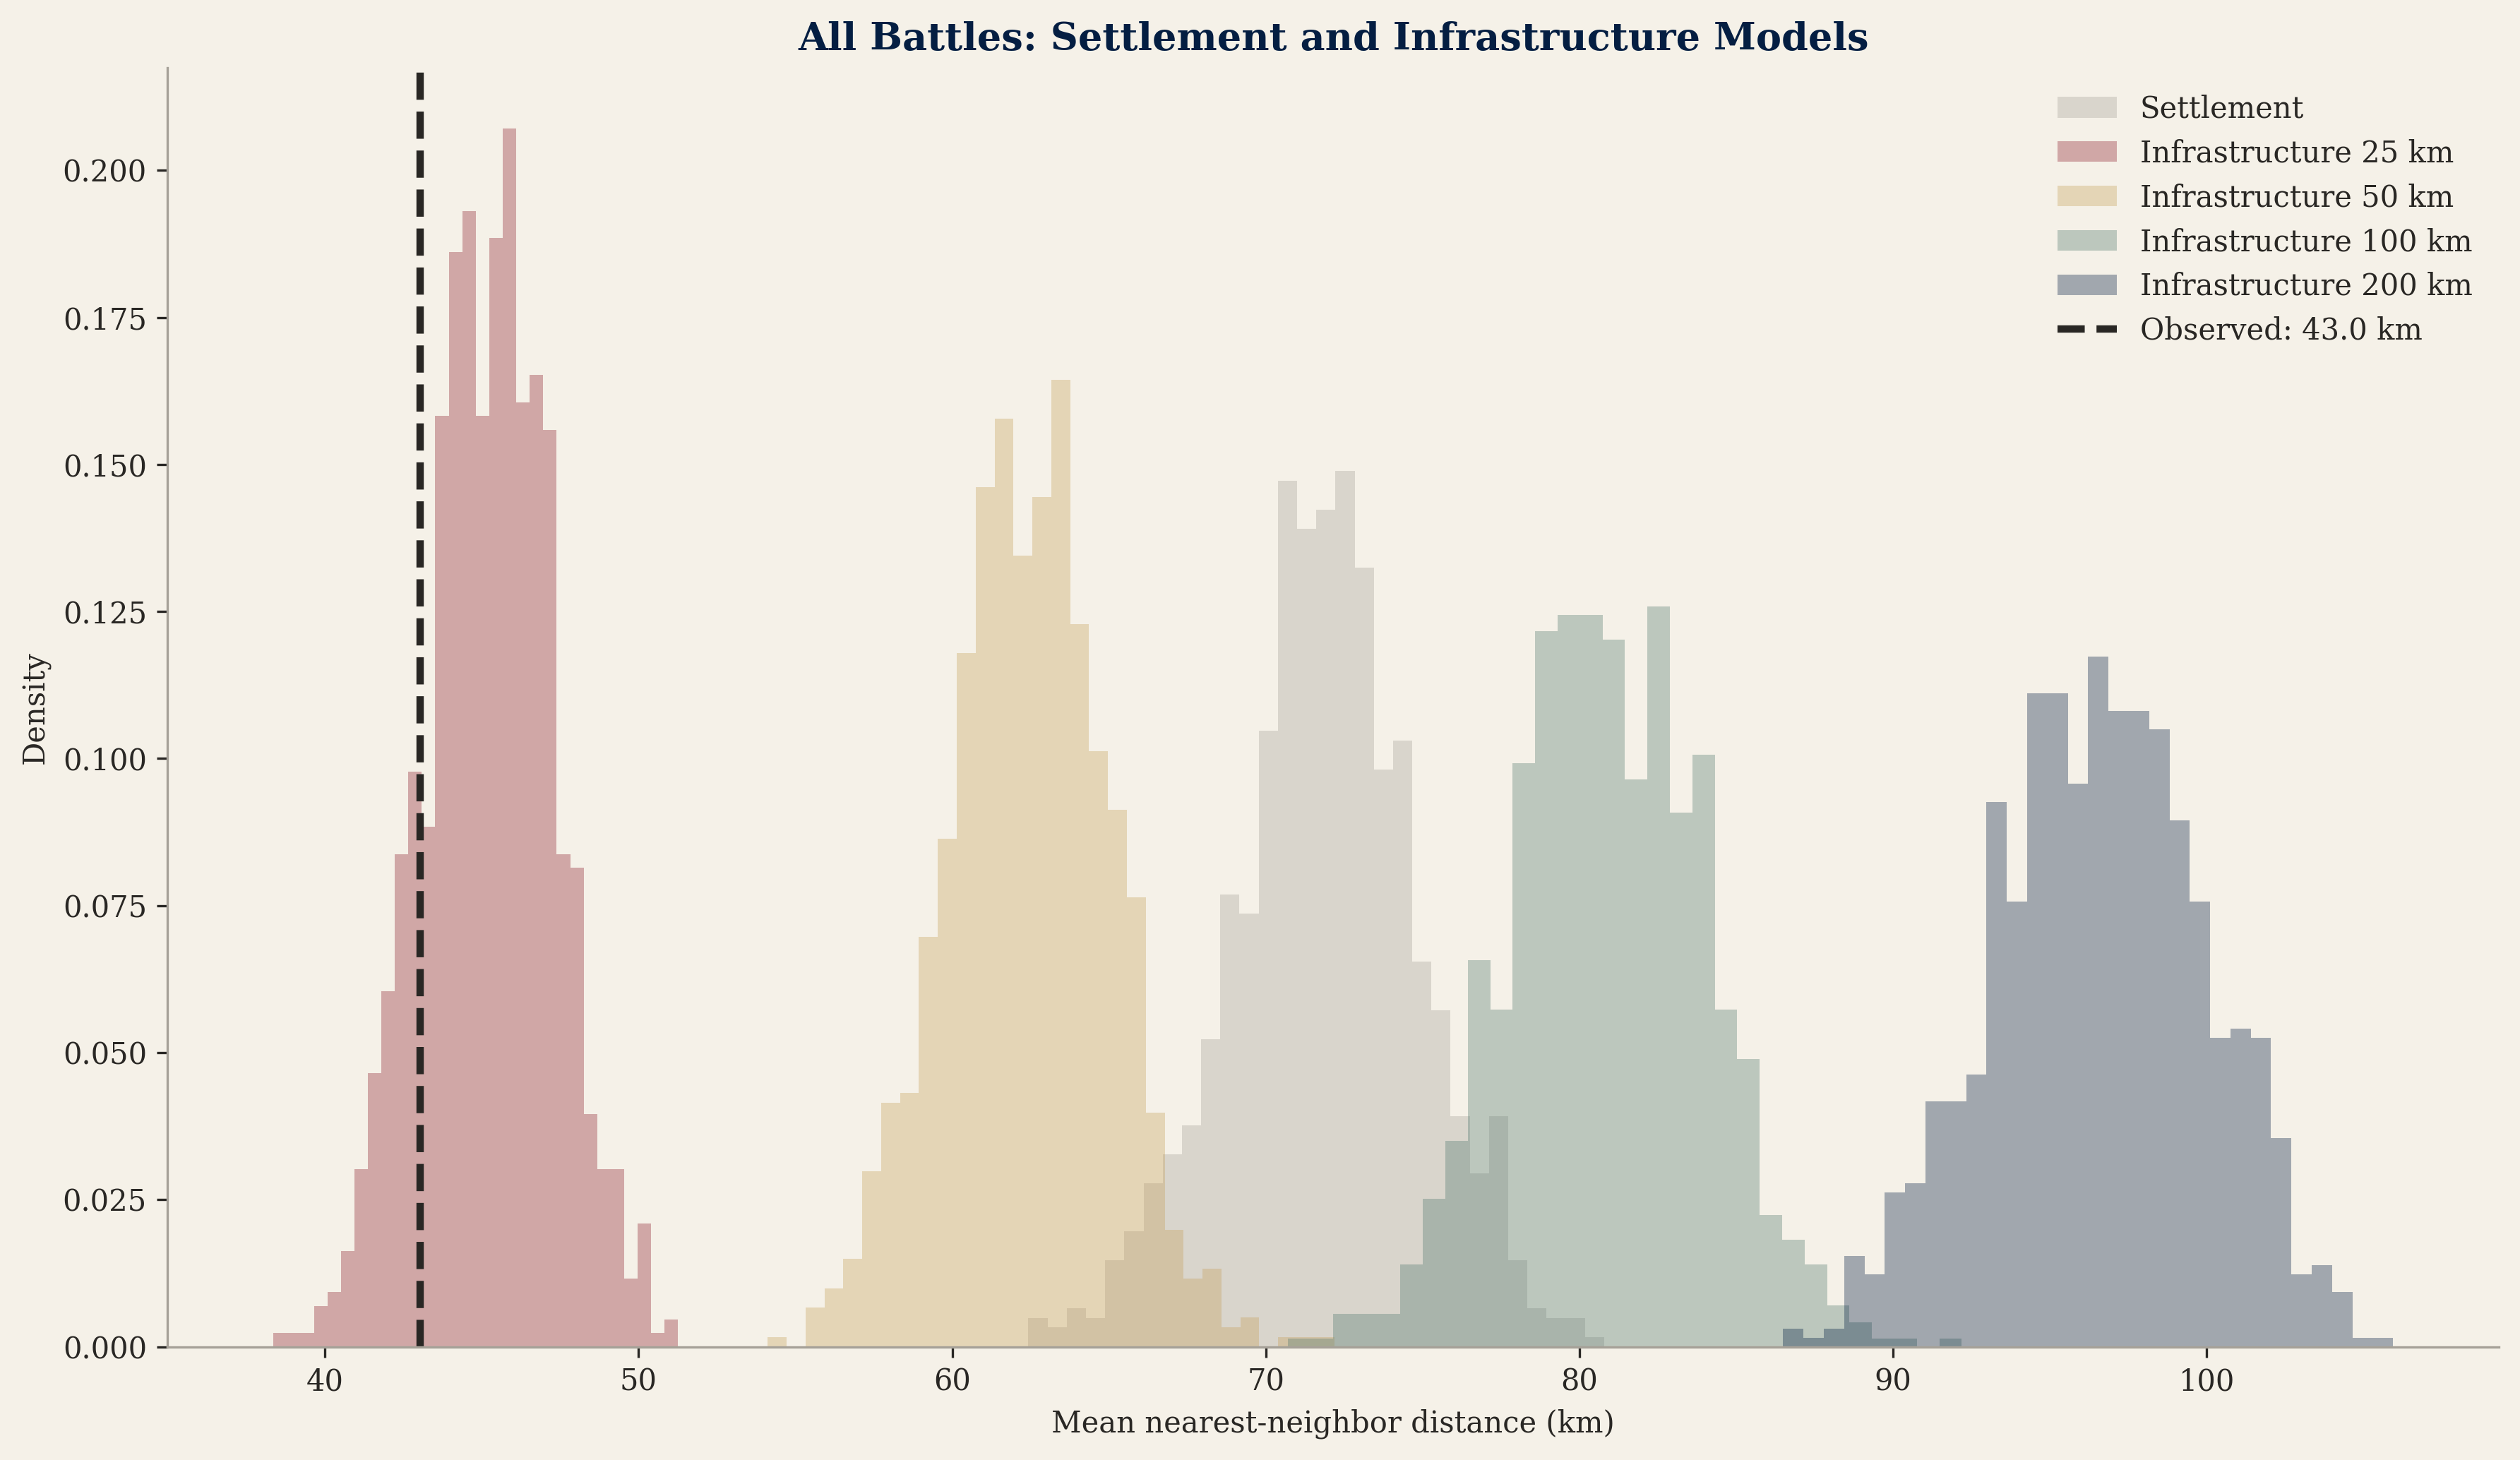 All Battles: Settlement and Infrastructure Models
Settlement
Infrastructure 25 km
Infrastructure 50 km
Infrastructure 100 km
Infrastructure 200 km
Observed: 43.0 km
Density
0.200
0.175
0.150
0.125
0.100
0.075
0.050
0.025
0.000
40 50 60 70 80 90 100
Mean nearest-neighbor distance (km)